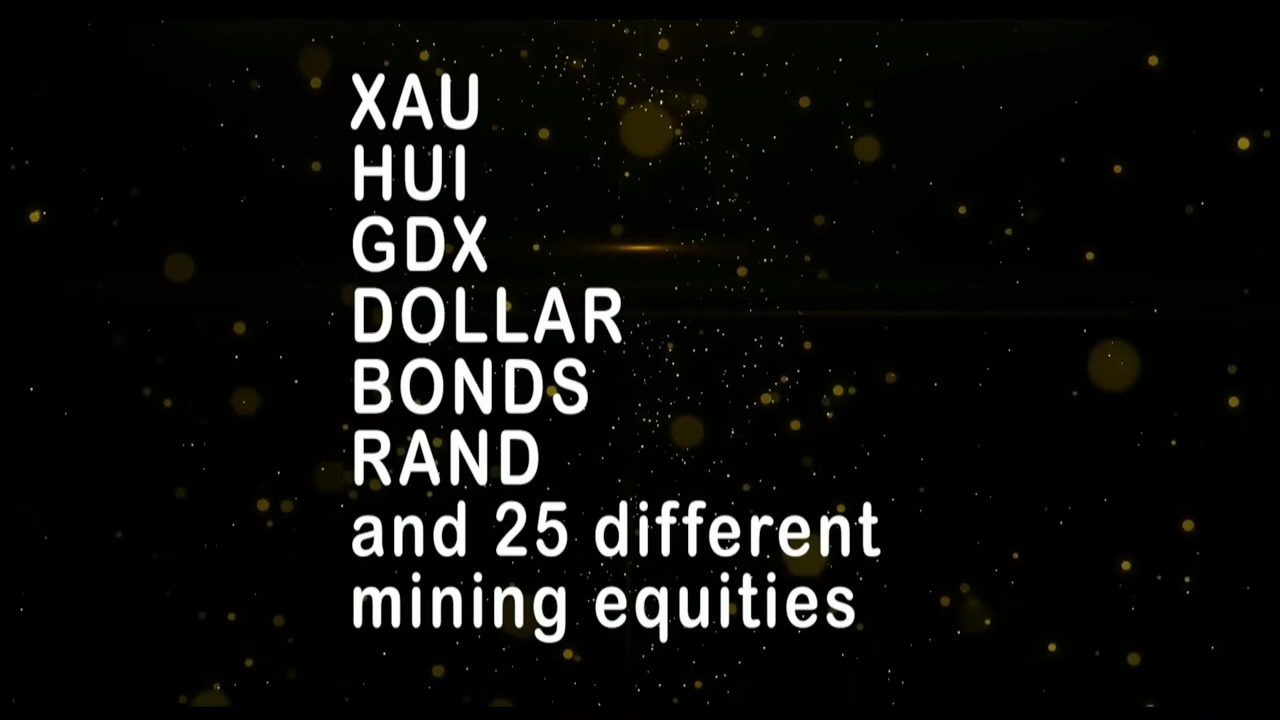 XAU
HUI
GDX
DOLLAR
BONDS
RAND
and 25 different
mining equities